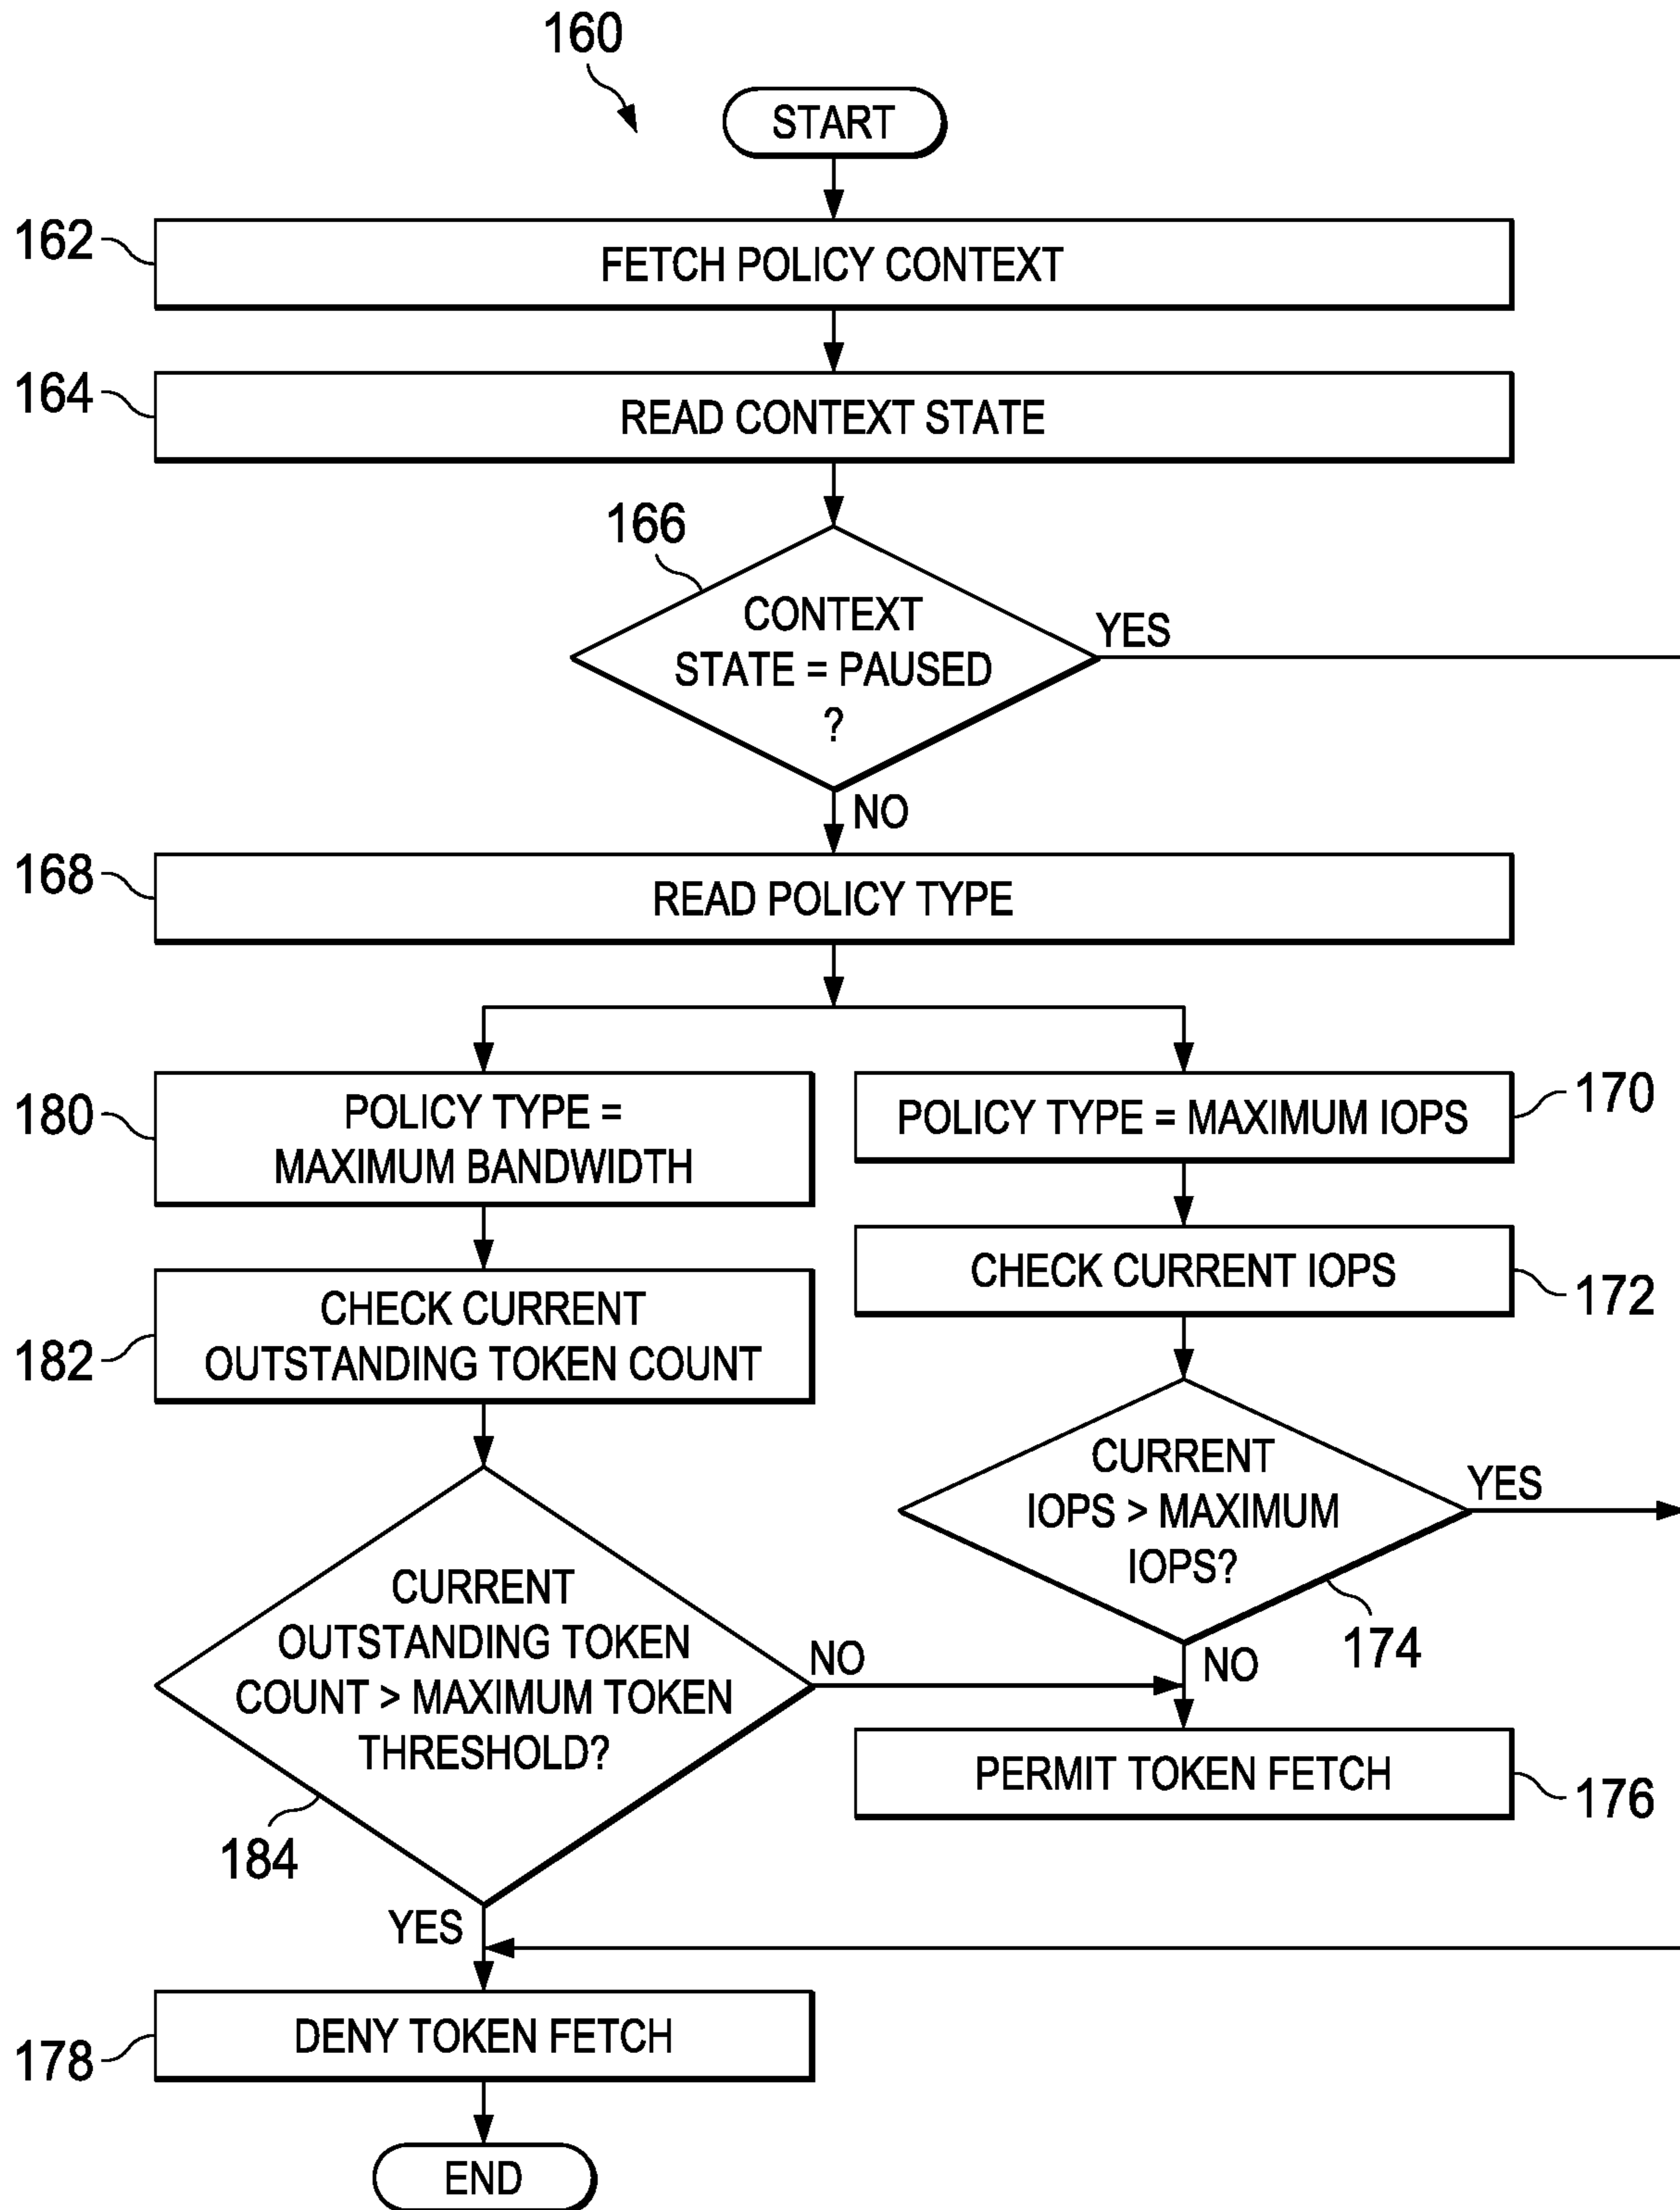 160
START
162
FETCH POLICY CONTEXT
164
READ CONTEXT STATE
166
CONTEXT
STATE = PAUSED
?
YES
NO
168
READ POLICY TYPE
180
POLICY TYPE =
MAXIMUM BANDWIDTH
POLICY TYPE = MAXIMUM IOPS
170
182
CHECK CURRENT
OUTSTANDING TOKEN COUNT
CHECK CURRENT IOPS
172
CURRENT
IOPS > MAXIMUM
IOPS?
YES
174
NO
CURRENT
OUTSTANDING TOKEN
COUNT > MAXIMUM TOKEN
THRESHOLD?
NO
184
YES
PERMIT TOKEN FETCH
176
178
DENY TOKEN FETCH
END